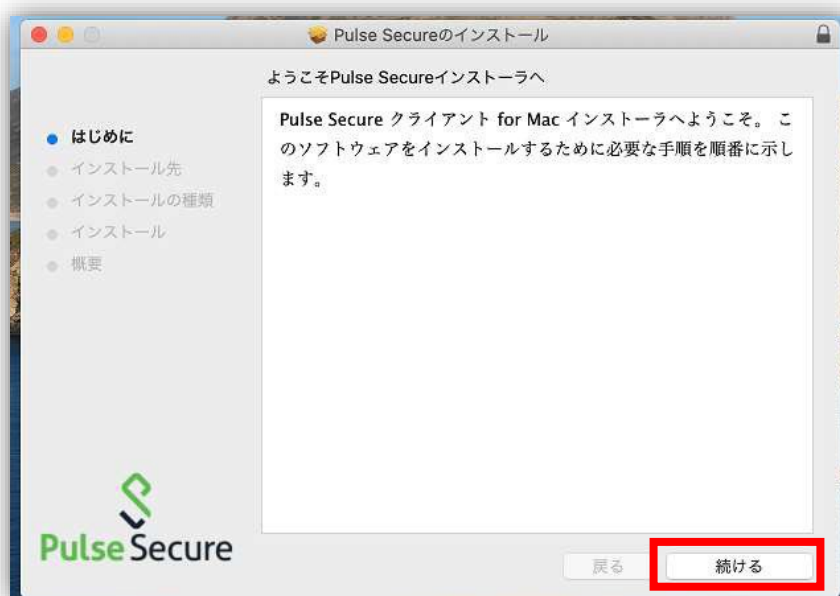 Pulse Secureのインストール
ようこそPulse Secureインストーラへ
はじめに
インストール先
インストールの種類
インストール
概要
Pulse Secure クライアント for Mac インストーラへようこそ。 こ
のソフトウェアをインストールするために必要な手順を順番に示し
ます。
Pulse Secure
戻る
続ける